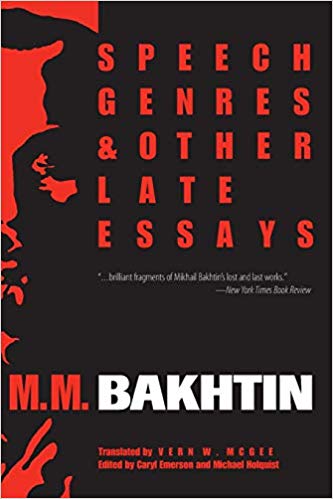 SPEECH
GENRES
& OTHER
LATE
ESSAYS
"...brilliant fragments of Mikhail Bakhtin's lost and last works."
—New York Times Book Review
M.M. BAKHTIN
Translated by VERN W. MCGEE
Edited by Caryl Emerson and Michael Holquist